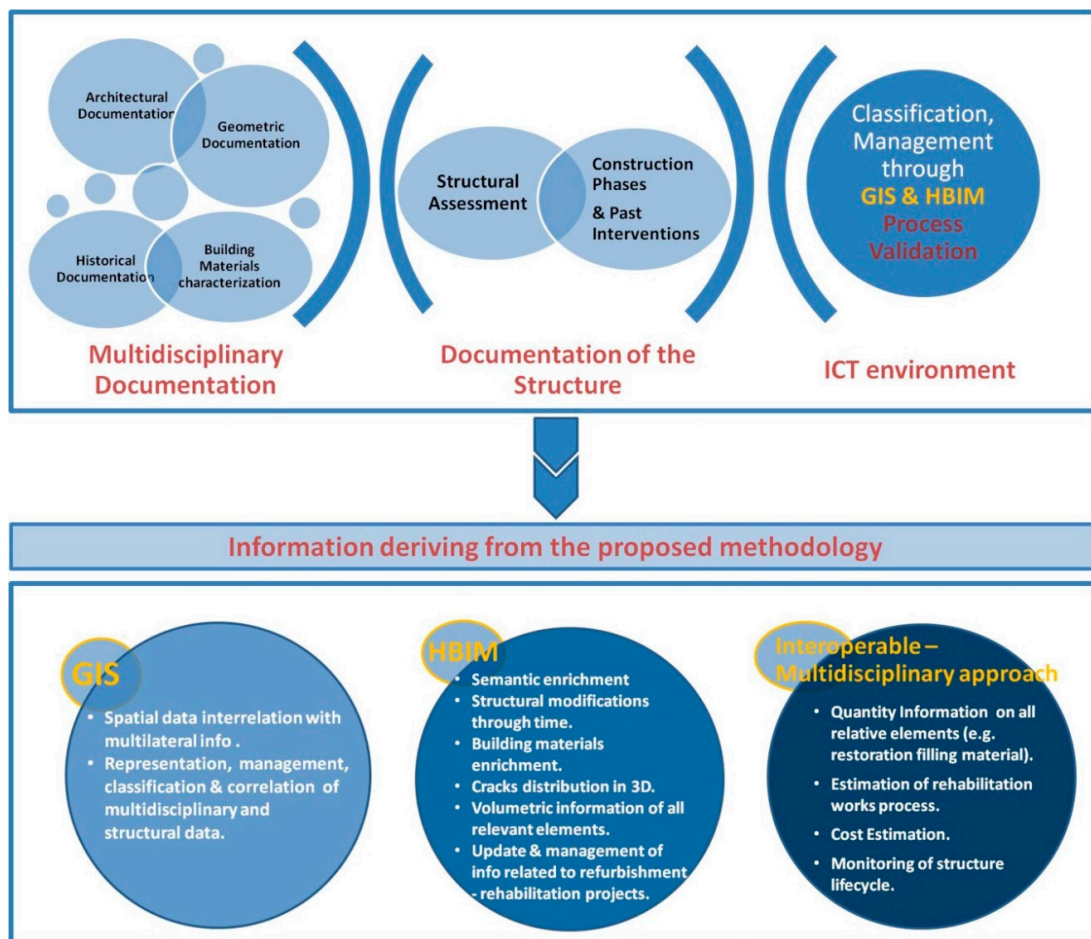 Architectural
Documentation
Geometric
Documentation
Historical
Documentation
Building
Materials
characterization
Multidisciplinary
Documentation
Structural
Assessment
Construction
Phases
& Past
Interventions
Documentation of the
Structure
Classification,
Management
through
GIS & HBIM
Process
Validation
ICT environment
Information deriving from the proposed methodology
GIS
• Spatial data interrelation with
multilateral info .
• Representation, management,
classification & correlation of
multidisciplinary and
structural data.
HBIM
• Semantic enrichment
• Structural modifications
through time.
• Building materials
enrichment.
• Cracks distribution in 3D.
• Volumetric information of all
relevant elements.
• Update & management of
info related to refurbishment
- rehabilitation projects.
Interoperable –
Multidisciplinary approach
• Quantity Information on all
relative elements (e.g.
restoration filling material).
• Estimation of rehabilitation
works process.
• Cost Estimation.
• Monitoring of structure
lifecycle.